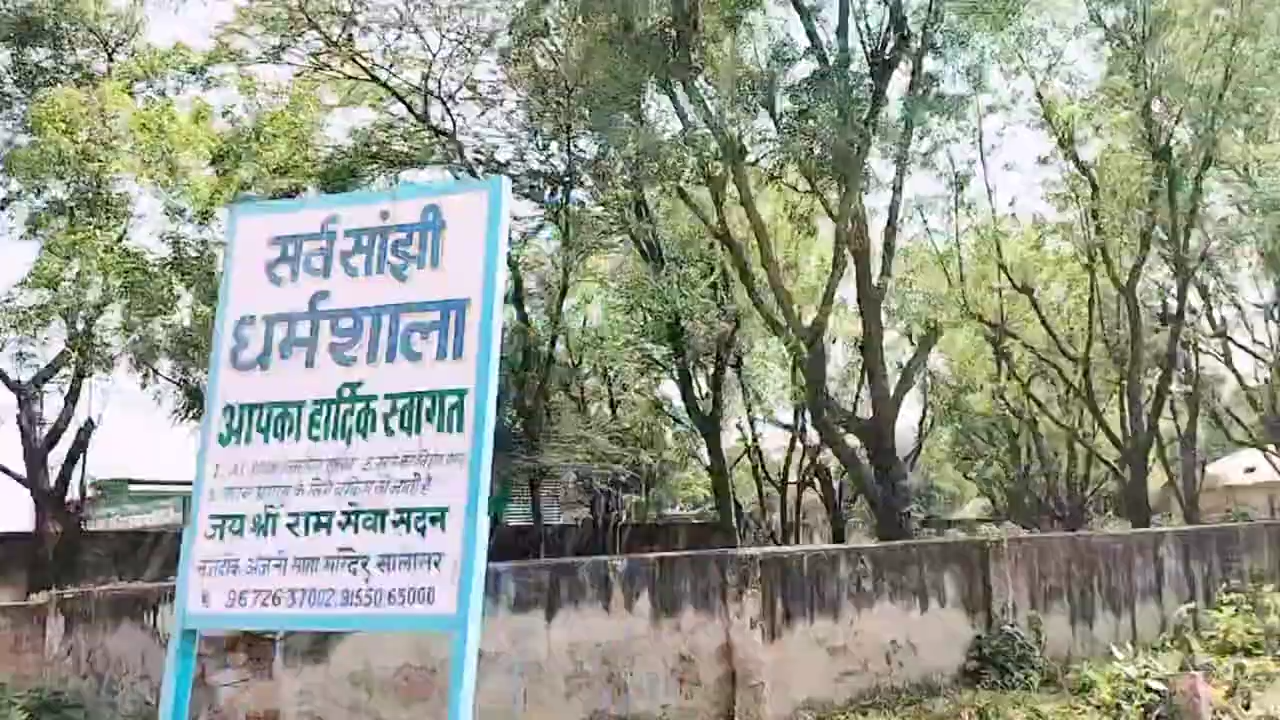 सर्व सांझी
धर्मशाला
आपका हार्दिक स्वागत
के लिये
जय श्री राम सेवा सदन
नजदीक अंजनी माता मन्दिर सालासर
96726 37002, 91550 65000